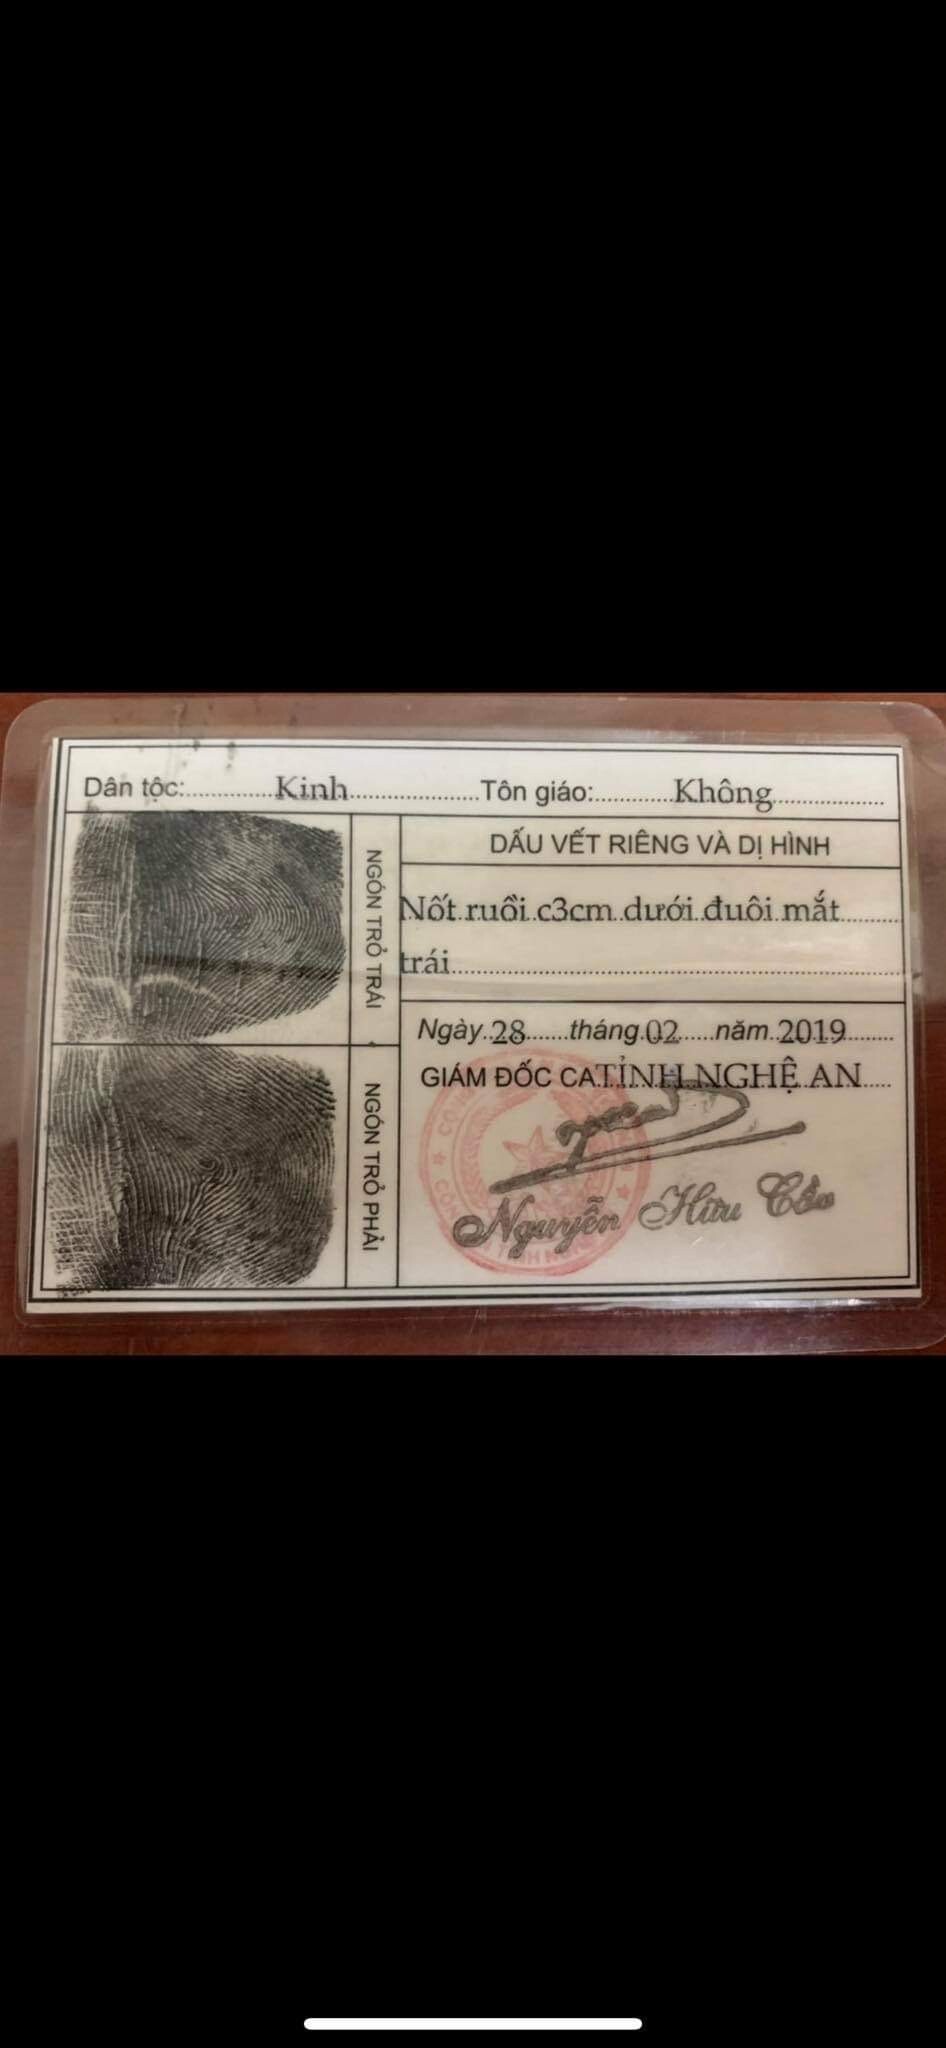 Dân tộc:..............Kinh....................Tôn giáo:............Không.................
DẤU VẾT RIÊNG VÀ DỊ HÌNH
Nốt ruồi c3cm dưới đuôi mắt
trái
NGÓN TRỎ TRÁI
Ngày 28 tháng 02 năm 2019
GIÁM ĐỐC CA TỈNH NGHỆ AN
NGÓN TRỎ PHẢI
Nguyễn Hữu Cầu